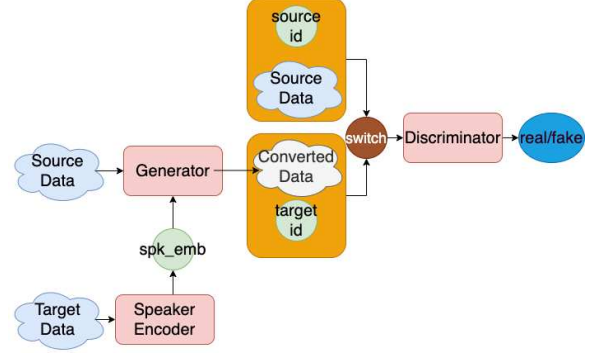 source
id
Source
Data
switch
Discriminator
real/fake
Source
Data
Generator
Converted
Data
target
id
spk_emb
Target
Data
Speaker
Encoder